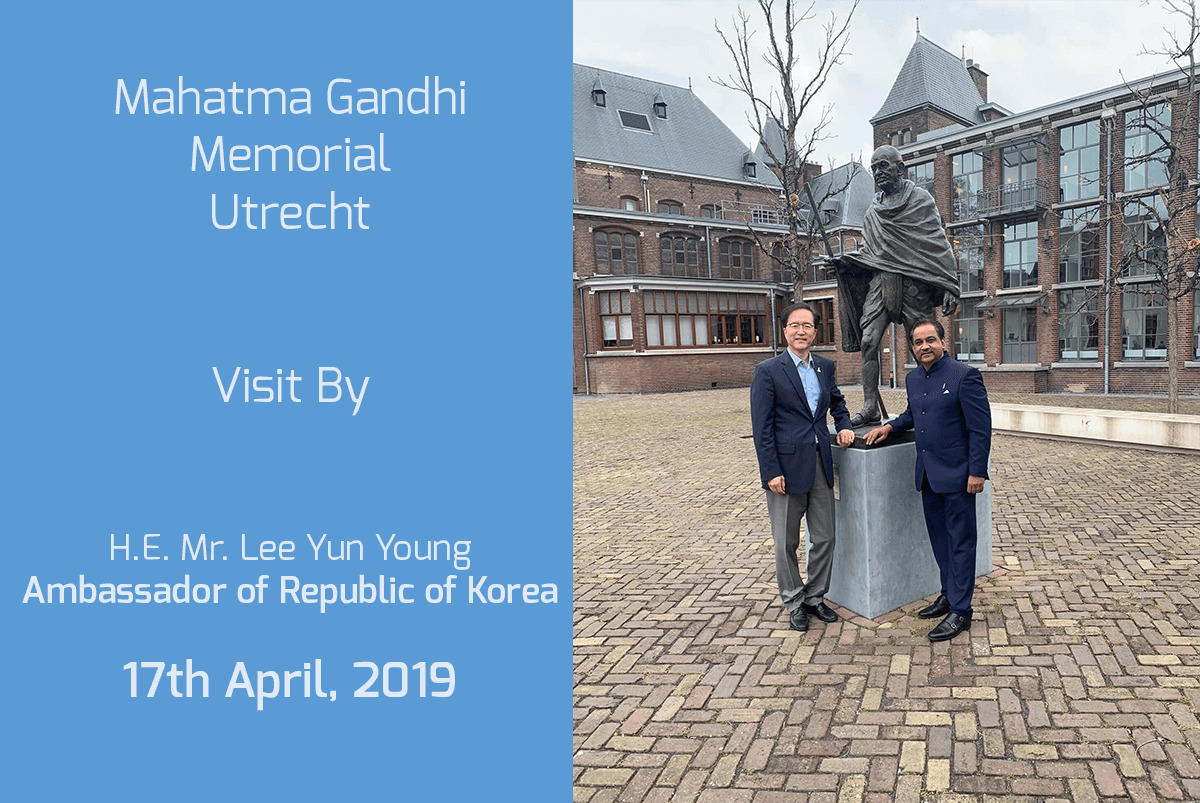 Mahatma Gandhi
Memorial
Utrecht
Visit By
H.E. Mr. Lee Yun Young
Ambassador of Republic of Korea
17th April, 2019